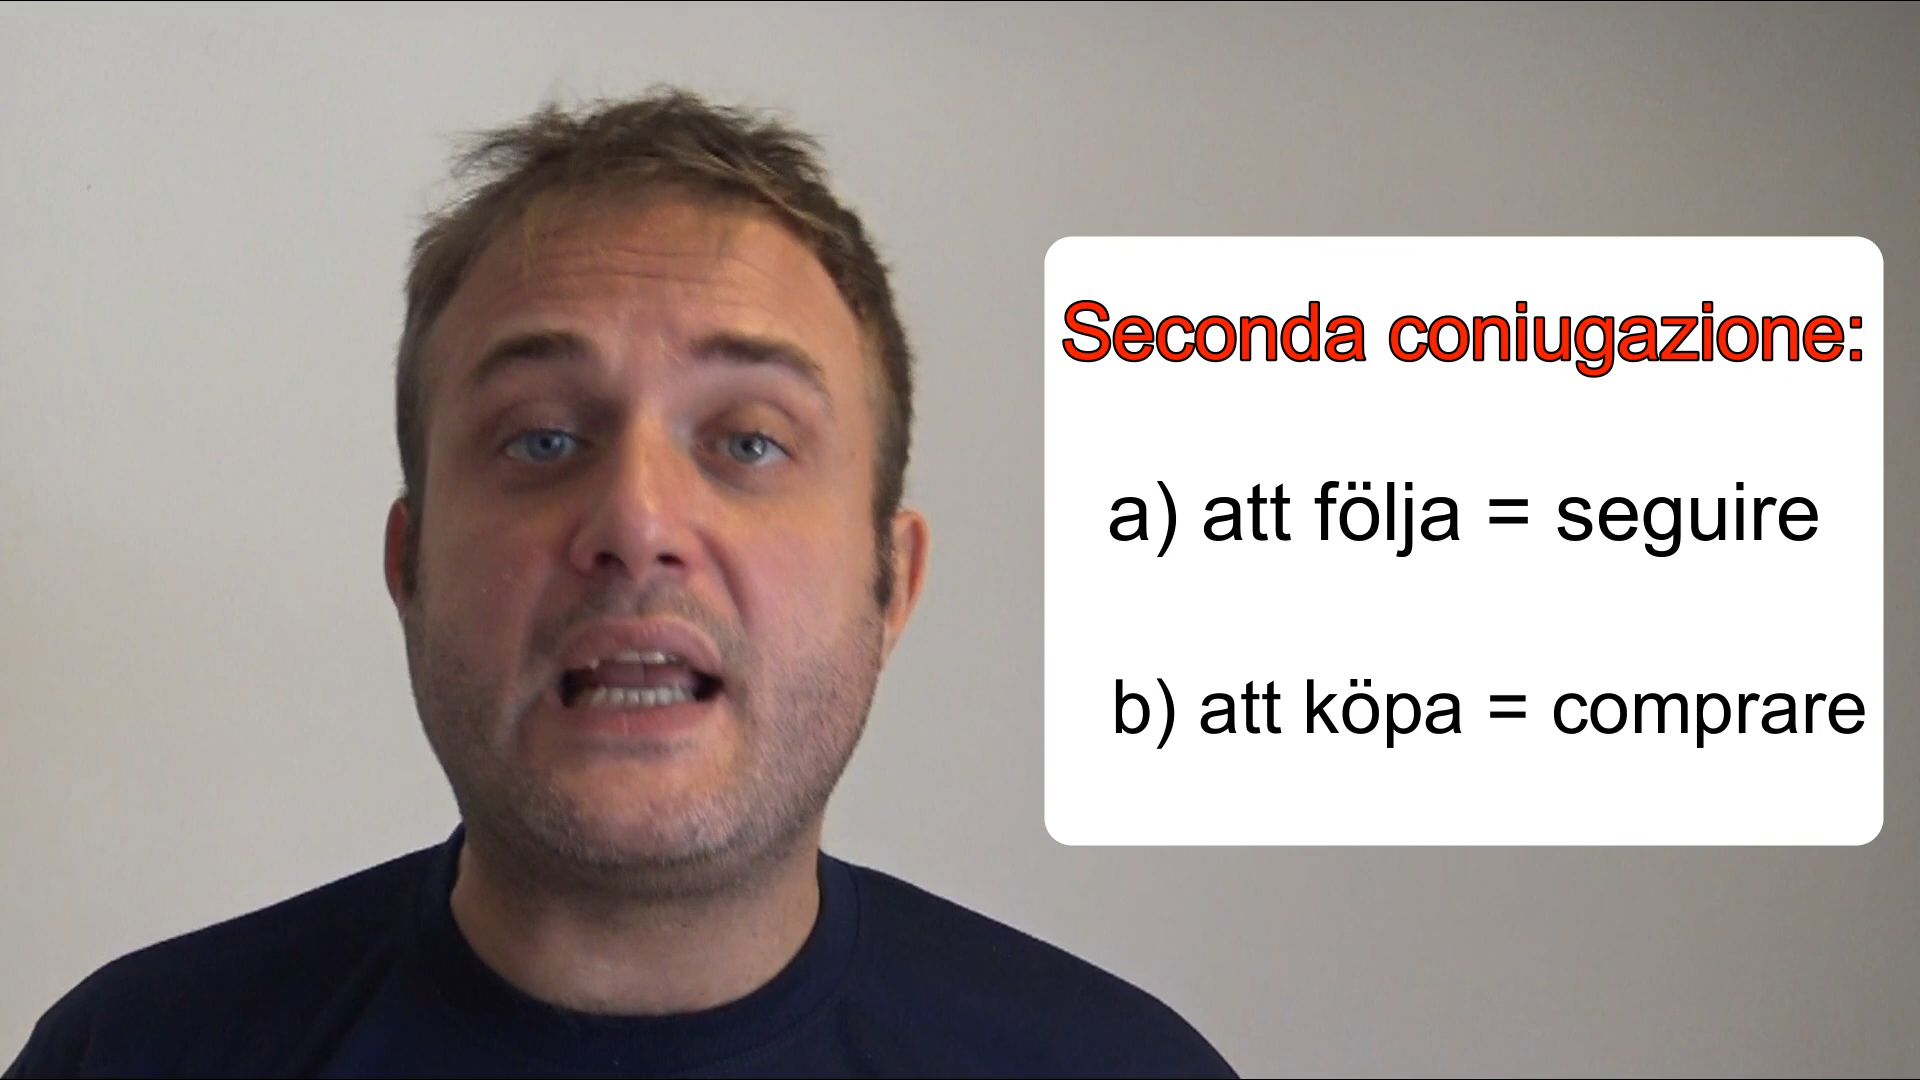 Seconda coniugazione:
a) att följa = seguire
b) att köpa = comprare